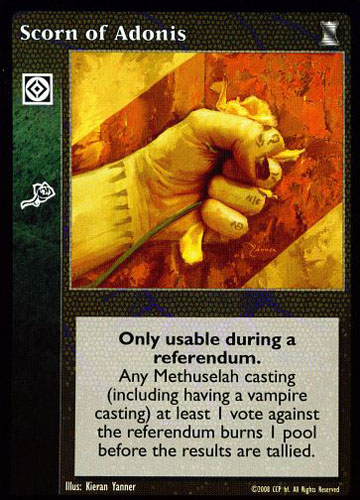 Scorn of Adonis
Yanner
Only usable during a
referendum.
Any Methuselah casting
(including having a vampire
casting) at least 1 vote against
the referendum burns 1 pool
before the results are tallied.
Illus: Kieran Yanner
©2008 CCP hf. All Rights Reserved